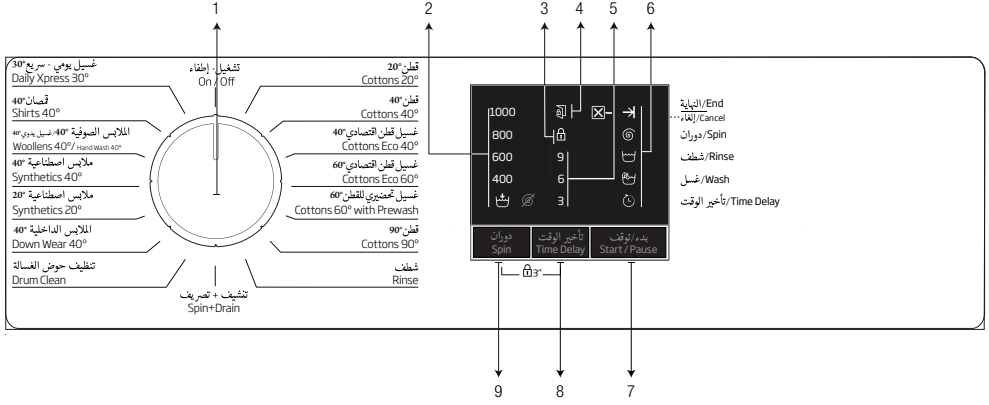 1
2
3
4
5
6
تشغيل - إطفاء
On / Off
غسيل يومي - سريع °30
Daily Xpress 30°
قمصان °40
Shirts 40°
الملابس الصوفية °40/غسيل يدوي °40
Woollens 40°/ Hand Wash 40°
ملابس اصطناعية °40
Synthetics 40°
ملابس اصطناعية °20
Synthetics 20°
الملابس الداخلية °40
Down Wear 40°
تنظيف حوض الغسالة
Drum Clean
قطن °20
Cottons 20°
قطن °40
Cottons 40°
غسيل قطن اقتصادي °40
Cottons Eco 40°
غسيل قطن اقتصادي °60
Cottons Eco 60°
غسيل تحضيري للقطن °60
Cottons 60° with Prewash
قطن °90
Cottons 90°
شطف
Rinse
تنشيف + تصريف
Spin+Drain
1000
800
600
400
9
6
3
End/النهاية
Cancel/إلغاء
Spin/دوران
Rinse/شطف
Wash/غسل
Time Delay/تأخير الوقت
دوران
Spin
تأخير الوقت
Time Delay
بدء/توقف
Start / Pause
3"
9
8
7